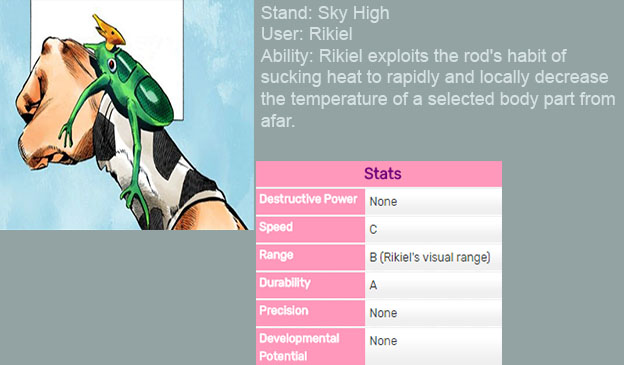 Stand: Sky High
User: Rikiel
Ability: Rikiel exploits the rod's habit of
sucking heat to rapidly and locally decrease
the temperature of a selected body part from
afar.
Stats
Destructive Power None
Speed C
Range B (Rikiel's visual range)
Durability A
Precision None
Developmental None
Potential